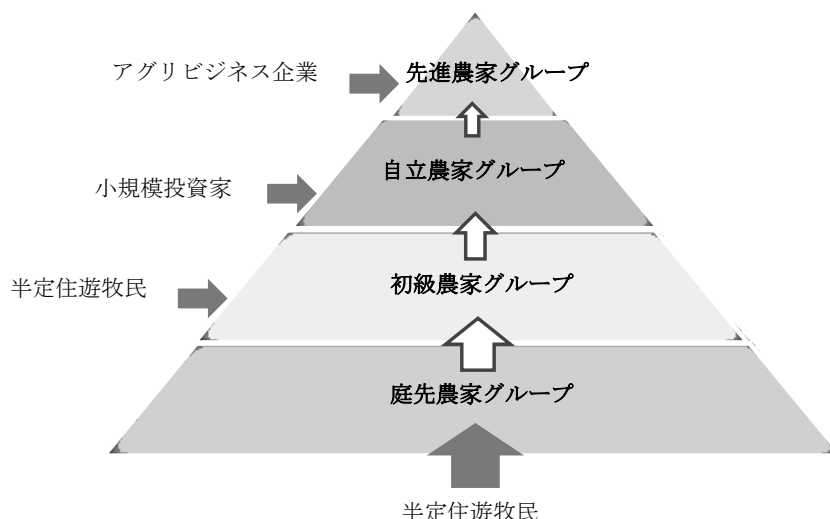 アグリビジネス企業
先進農家グループ
自立農家グループ
小規模投資家
半定住遊牧民
初級農家グループ
庭先農家グループ
半定住遊牧民